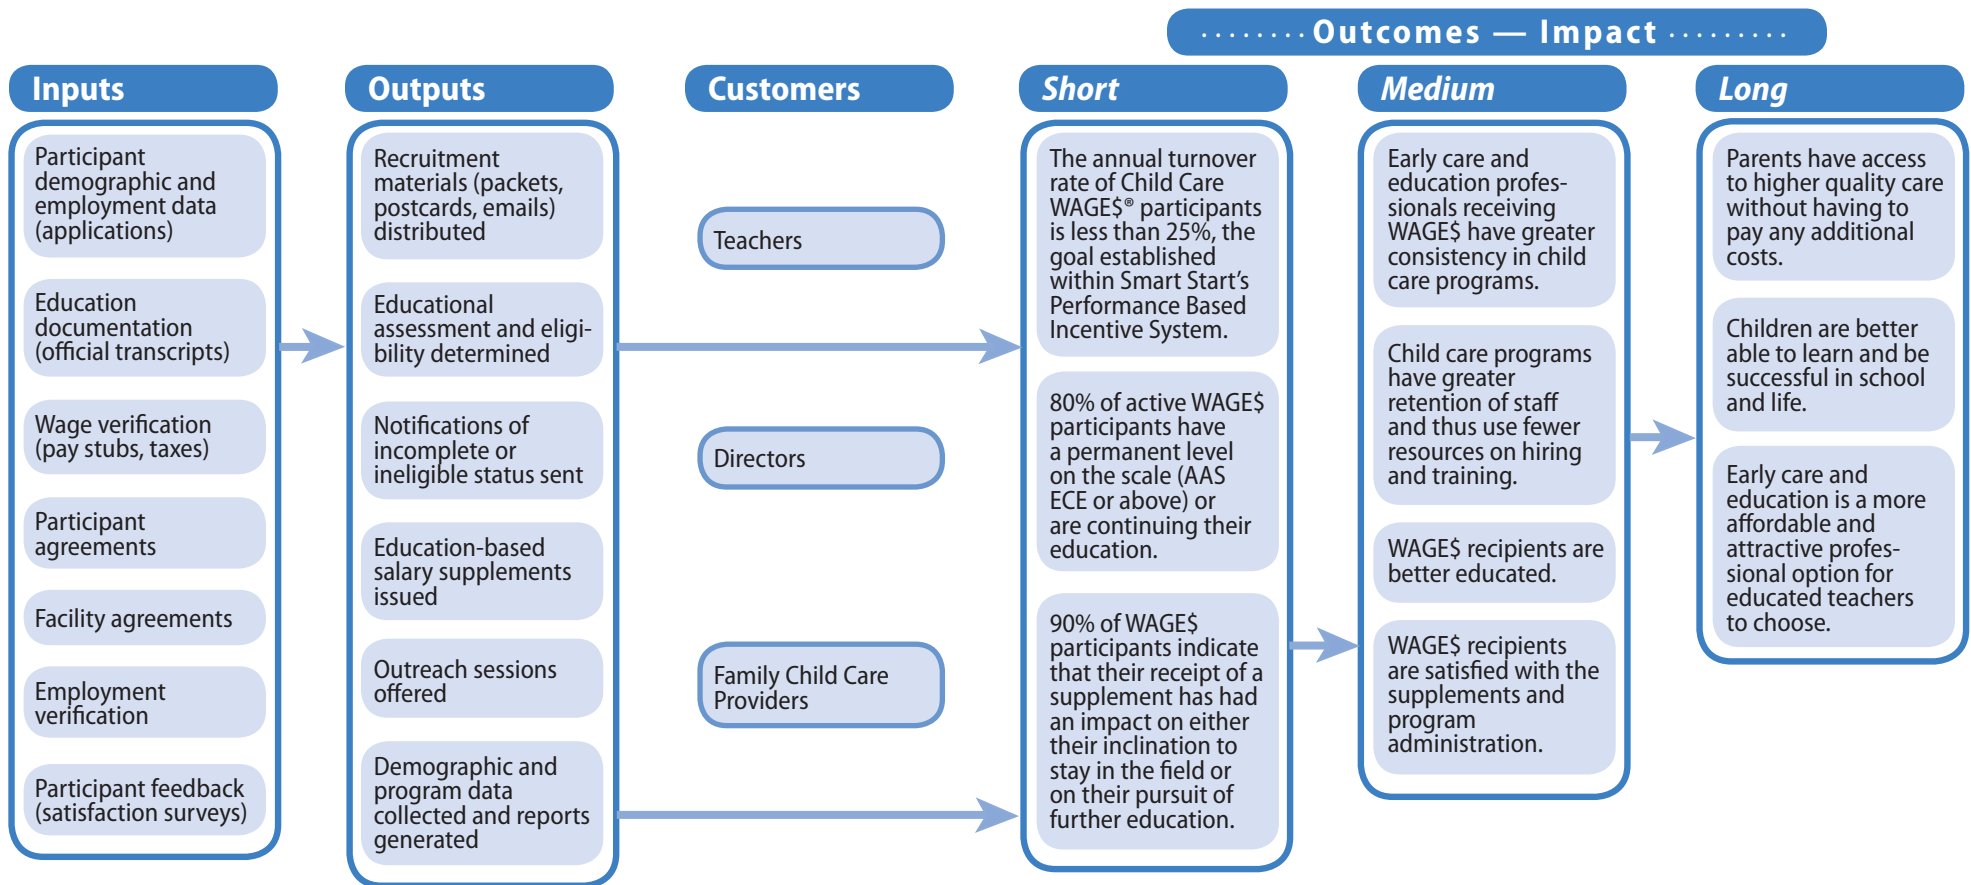 ········ Outcomes — Impact ·········
Inputs
Participant
demographic and
employment data
(applications)
Education
documentation
(official transcripts)
Wage verification
(pay stubs, taxes)
Participant
agreements
Facility agreements
Employment
verification
Participant feedback
(satisfaction surveys)
Outputs
Recruitment
materials (packets,
postcards, emails)
distributed
Educational
assessment and eligi-
bility determined
Notifications of
incomplete or
ineligible status sent
Education-based
salary supplements
issued
Outreach sessions
offered
Demographic and
program data
collected and reports
generated
Customers
Teachers
Directors
Family Child Care
Providers
Short
The annual turnover
rate of Child Care
WAGE$® participants
is less than 25%, the
goal established
within Smart Start’s
Performance Based
Incentive System.
80% of active WAGE$
participants have
a permanent level
on the scale (AAS
ECE or above) or
are continuing their
education.
90% of WAGE$
participants indicate
that their receipt of a
supplement has had
an impact on either
their inclination to
stay in the field or
on their pursuit of
further education.
Medium
Early care and
education profes-
sionals receiving
WAGE$ have greater
consistency in child
care programs.
Child care programs
have greater
retention of staff
and thus use fewer
resources on hiring
and training.
WAGE$ recipients are
better educated.
WAGE$ recipients
are satisfied with the
supplements and
program
administration.
Long
Parents have access
to higher quality care
without having to
pay any additional
costs.
Children are better
able to learn and be
successful in school
and life.
Early care and
education is a more
affordable and
attractive profes-
sional option for
educated teachers
to choose.